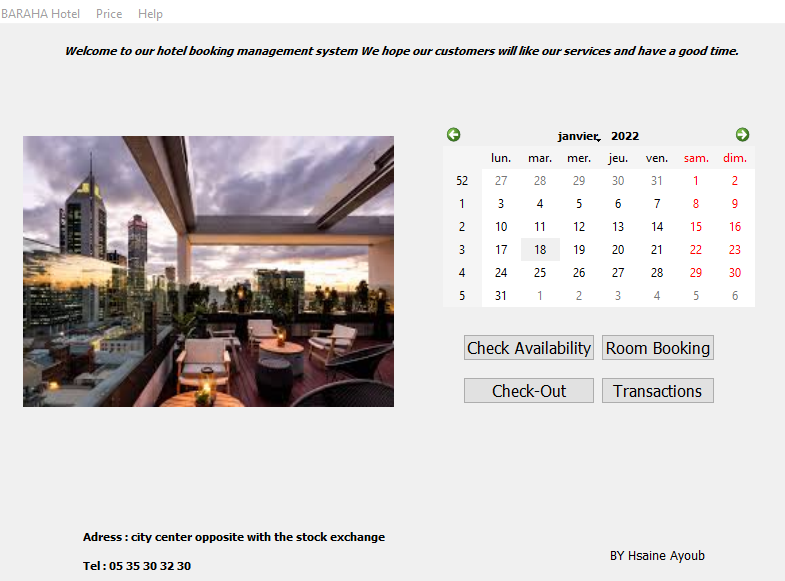 BARAHA Hotel Price Help
Welcome to our hotel booking management system We hope our customers will like our services and have a good time.
janvier, 2022
lun. mar. mer. jeu. ven. sam. dim.
52 27 28 29 30 31 1 2
1 3 4 5 6 7 8 9
2 10 11 12 13 14 15 16
3 17 18 19 20 21 22 23
4 24 25 26 27 28 29 30
5 31 1 2 3 4 5 6
Check Availability Room Booking
Check-Out Transactions
Adress : city center opposite with the stock exchange
BY Hsaine Ayoub
Tel : 05 35 30 32 30